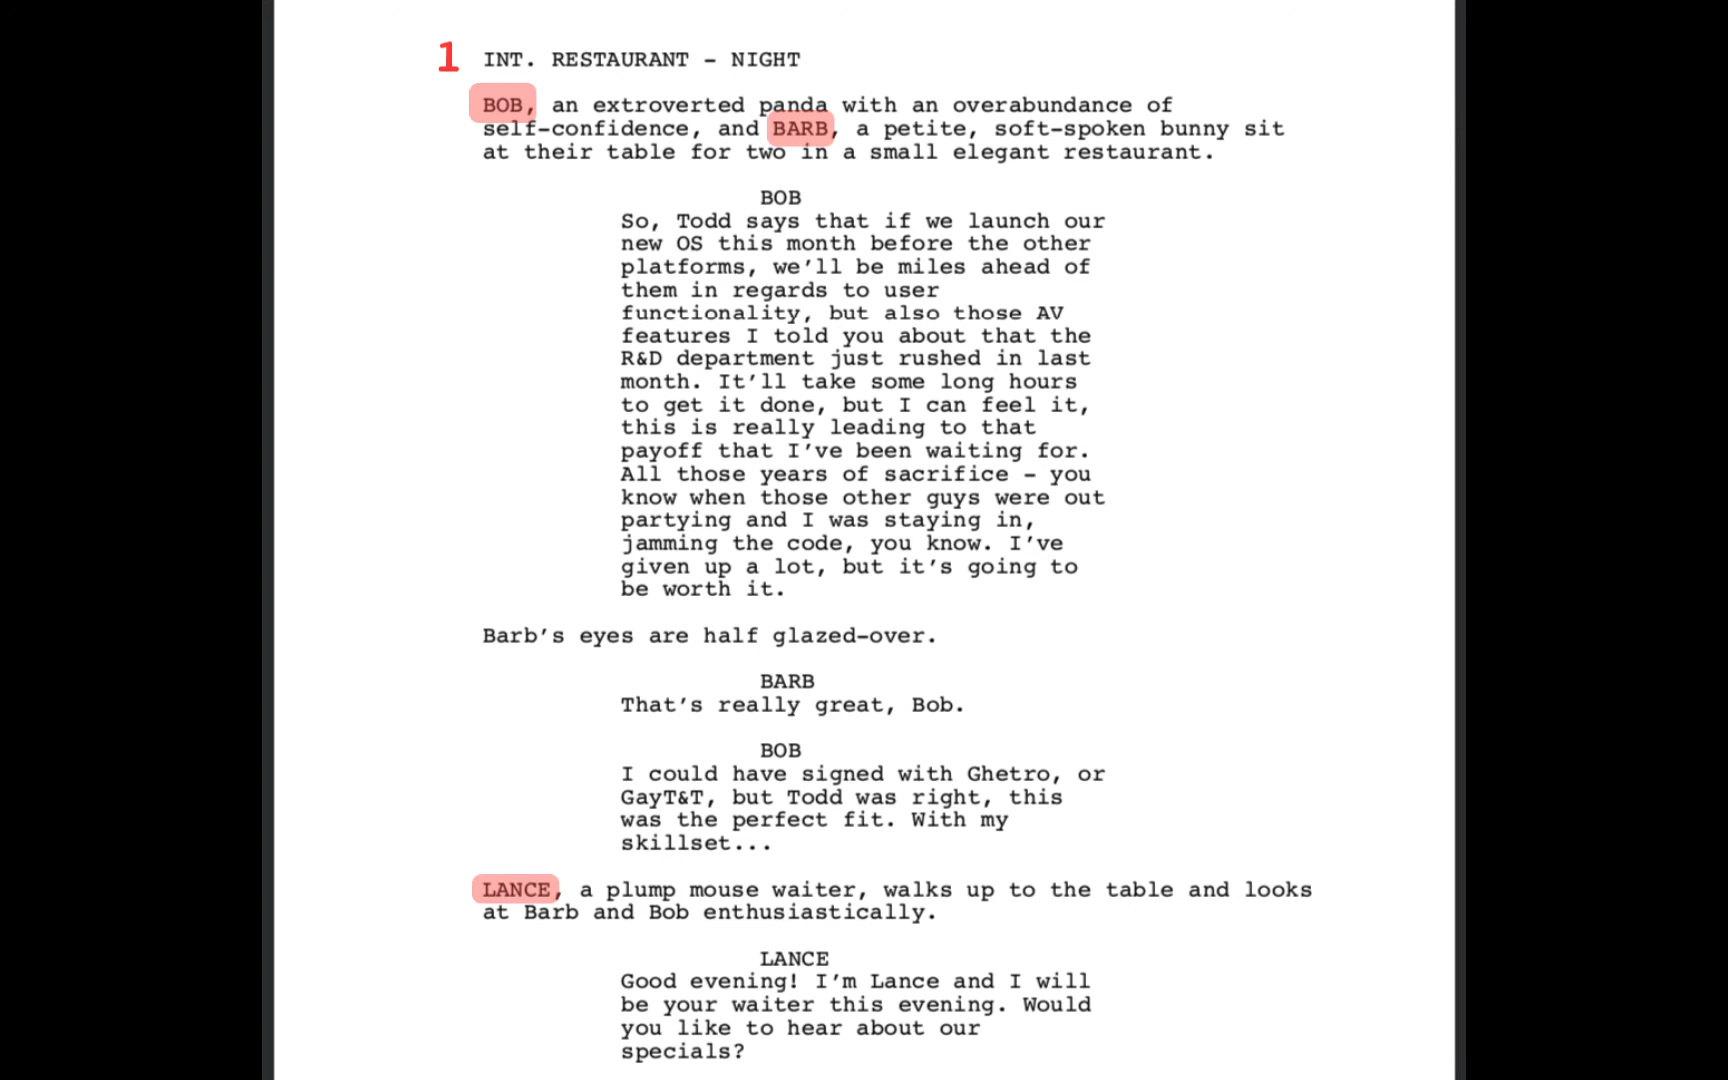 1 INT. RESTAURANT - NIGHT
BOB, an extroverted panda with an overabundance of
self-confidence, and BARB, a petite, soft-spoken bunny sit
at their table for two in a small elegant restaurant.
BOB
So, Todd says that if we launch our
new OS this month before the other
platforms, we'll be miles ahead of
them in regards to user
functionality, but also those AV
features I told you about that the
R&D department just rushed in last
month. It'll take some long hours
to get it done, but I can feel it,
this is really leading to that
payoff that I've been waiting for.
All those years of sacrifice - you
know when those other guys were out
partying and I was staying in,
jamming the code, you know. I've
given up a lot, but it's going to
be worth it.
Barb's eyes are half glazed-over.
BARB
That's really great, Bob.
BOB
I could have signed with Ghetro, or
GayT&T, but Todd was right, this
was the perfect fit. With my
skillset...
LANCE, a plump mouse waiter, walks up to the table and looks
at Barb and Bob enthusiastically.
LANCE
Good evening! I'm Lance and I will
be your waiter this evening. Would
you like to hear about our
specials?